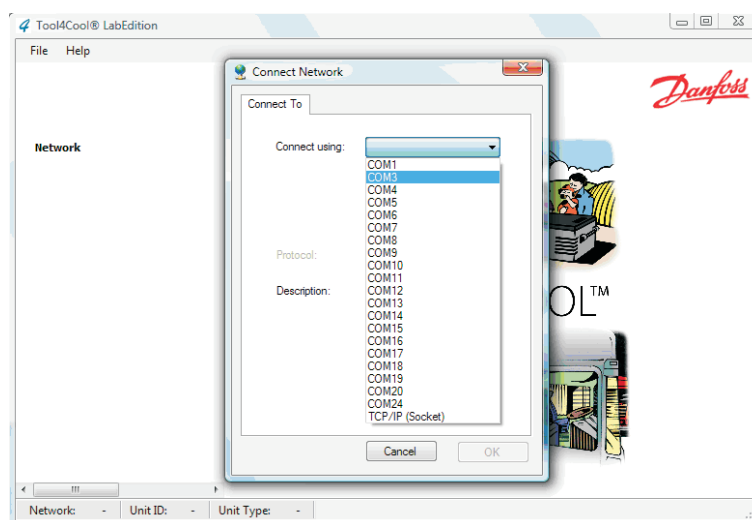 Tool4Cool® LabEdition
File Help
Connect Network
Danfoss
Connect To
Network
Connect using:
COM1
COM3
COM4
COM5
COM6
COM7
COM8
COM9
Protocol:
COM10
COM11
Description:
COM12
COM13
COM14
COM15
COM16
COM17
COM18
COM19
COM20
COM24
TCP/IP (Socket)
OL™
Cancel OK
Network: - Unit ID: - Unit Type: -